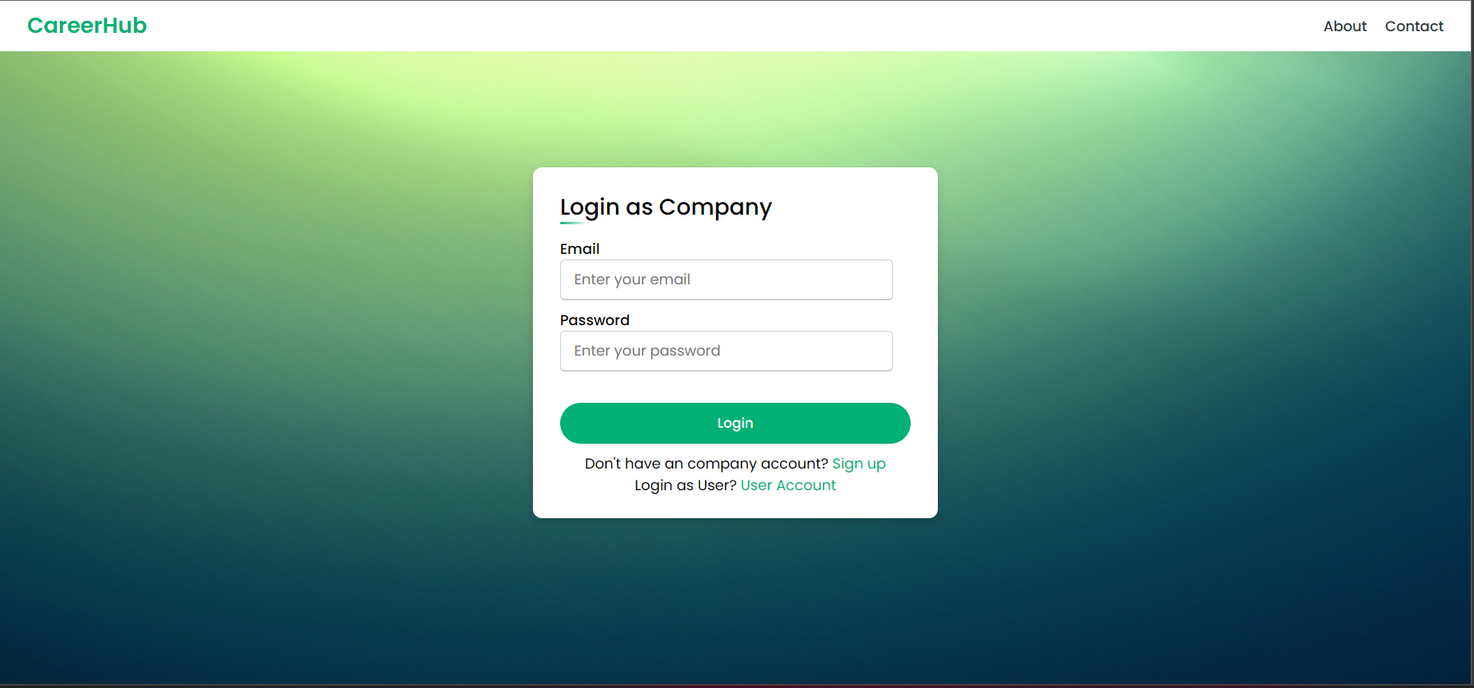 CareerHub
About Contact
Login as Company
Email
Enter your email
Password
Enter your password
Login
Don't have an company account? Sign up
Login as User? User Account